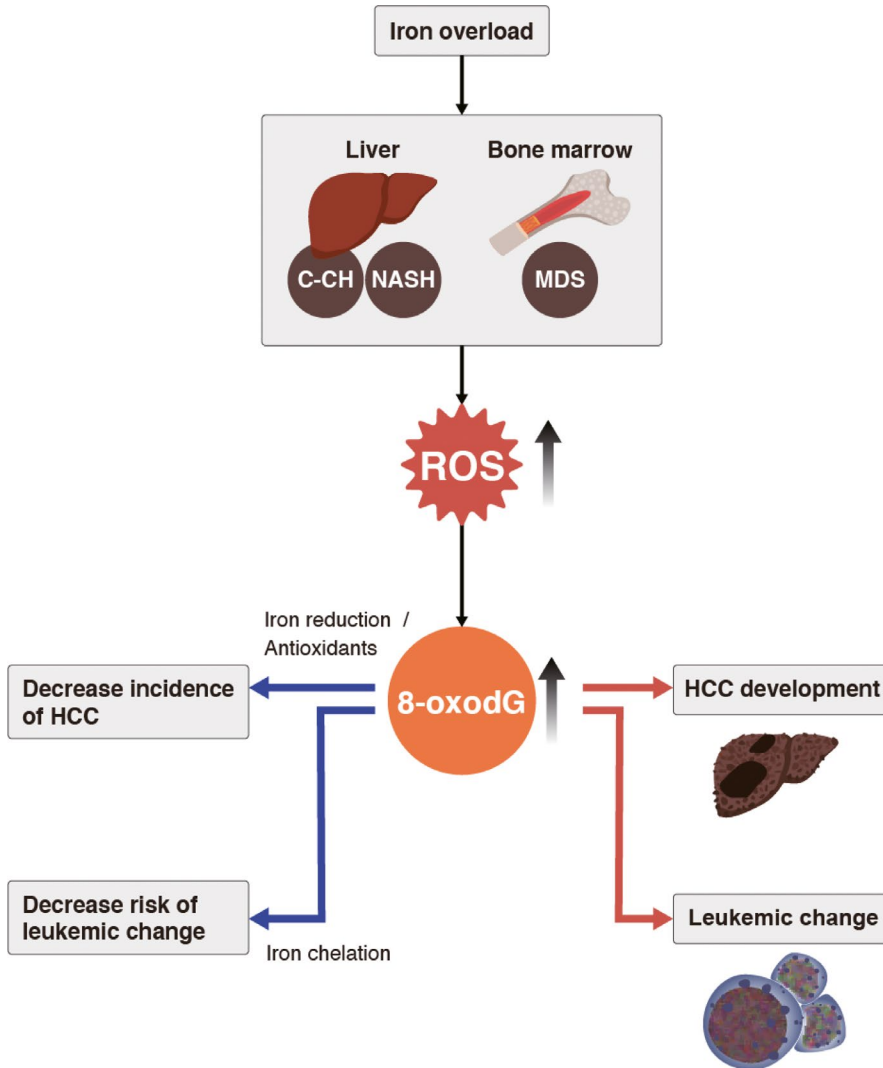 Iron overload
Liver
Bone marrow
C-CH
NASH
MDS
ROS
Iron reduction /
Antioxidants
8-oxodG
Decrease incidence
of HCC
HCC development
Decrease risk of
leukemic change
Iron chelation
Leukemic change